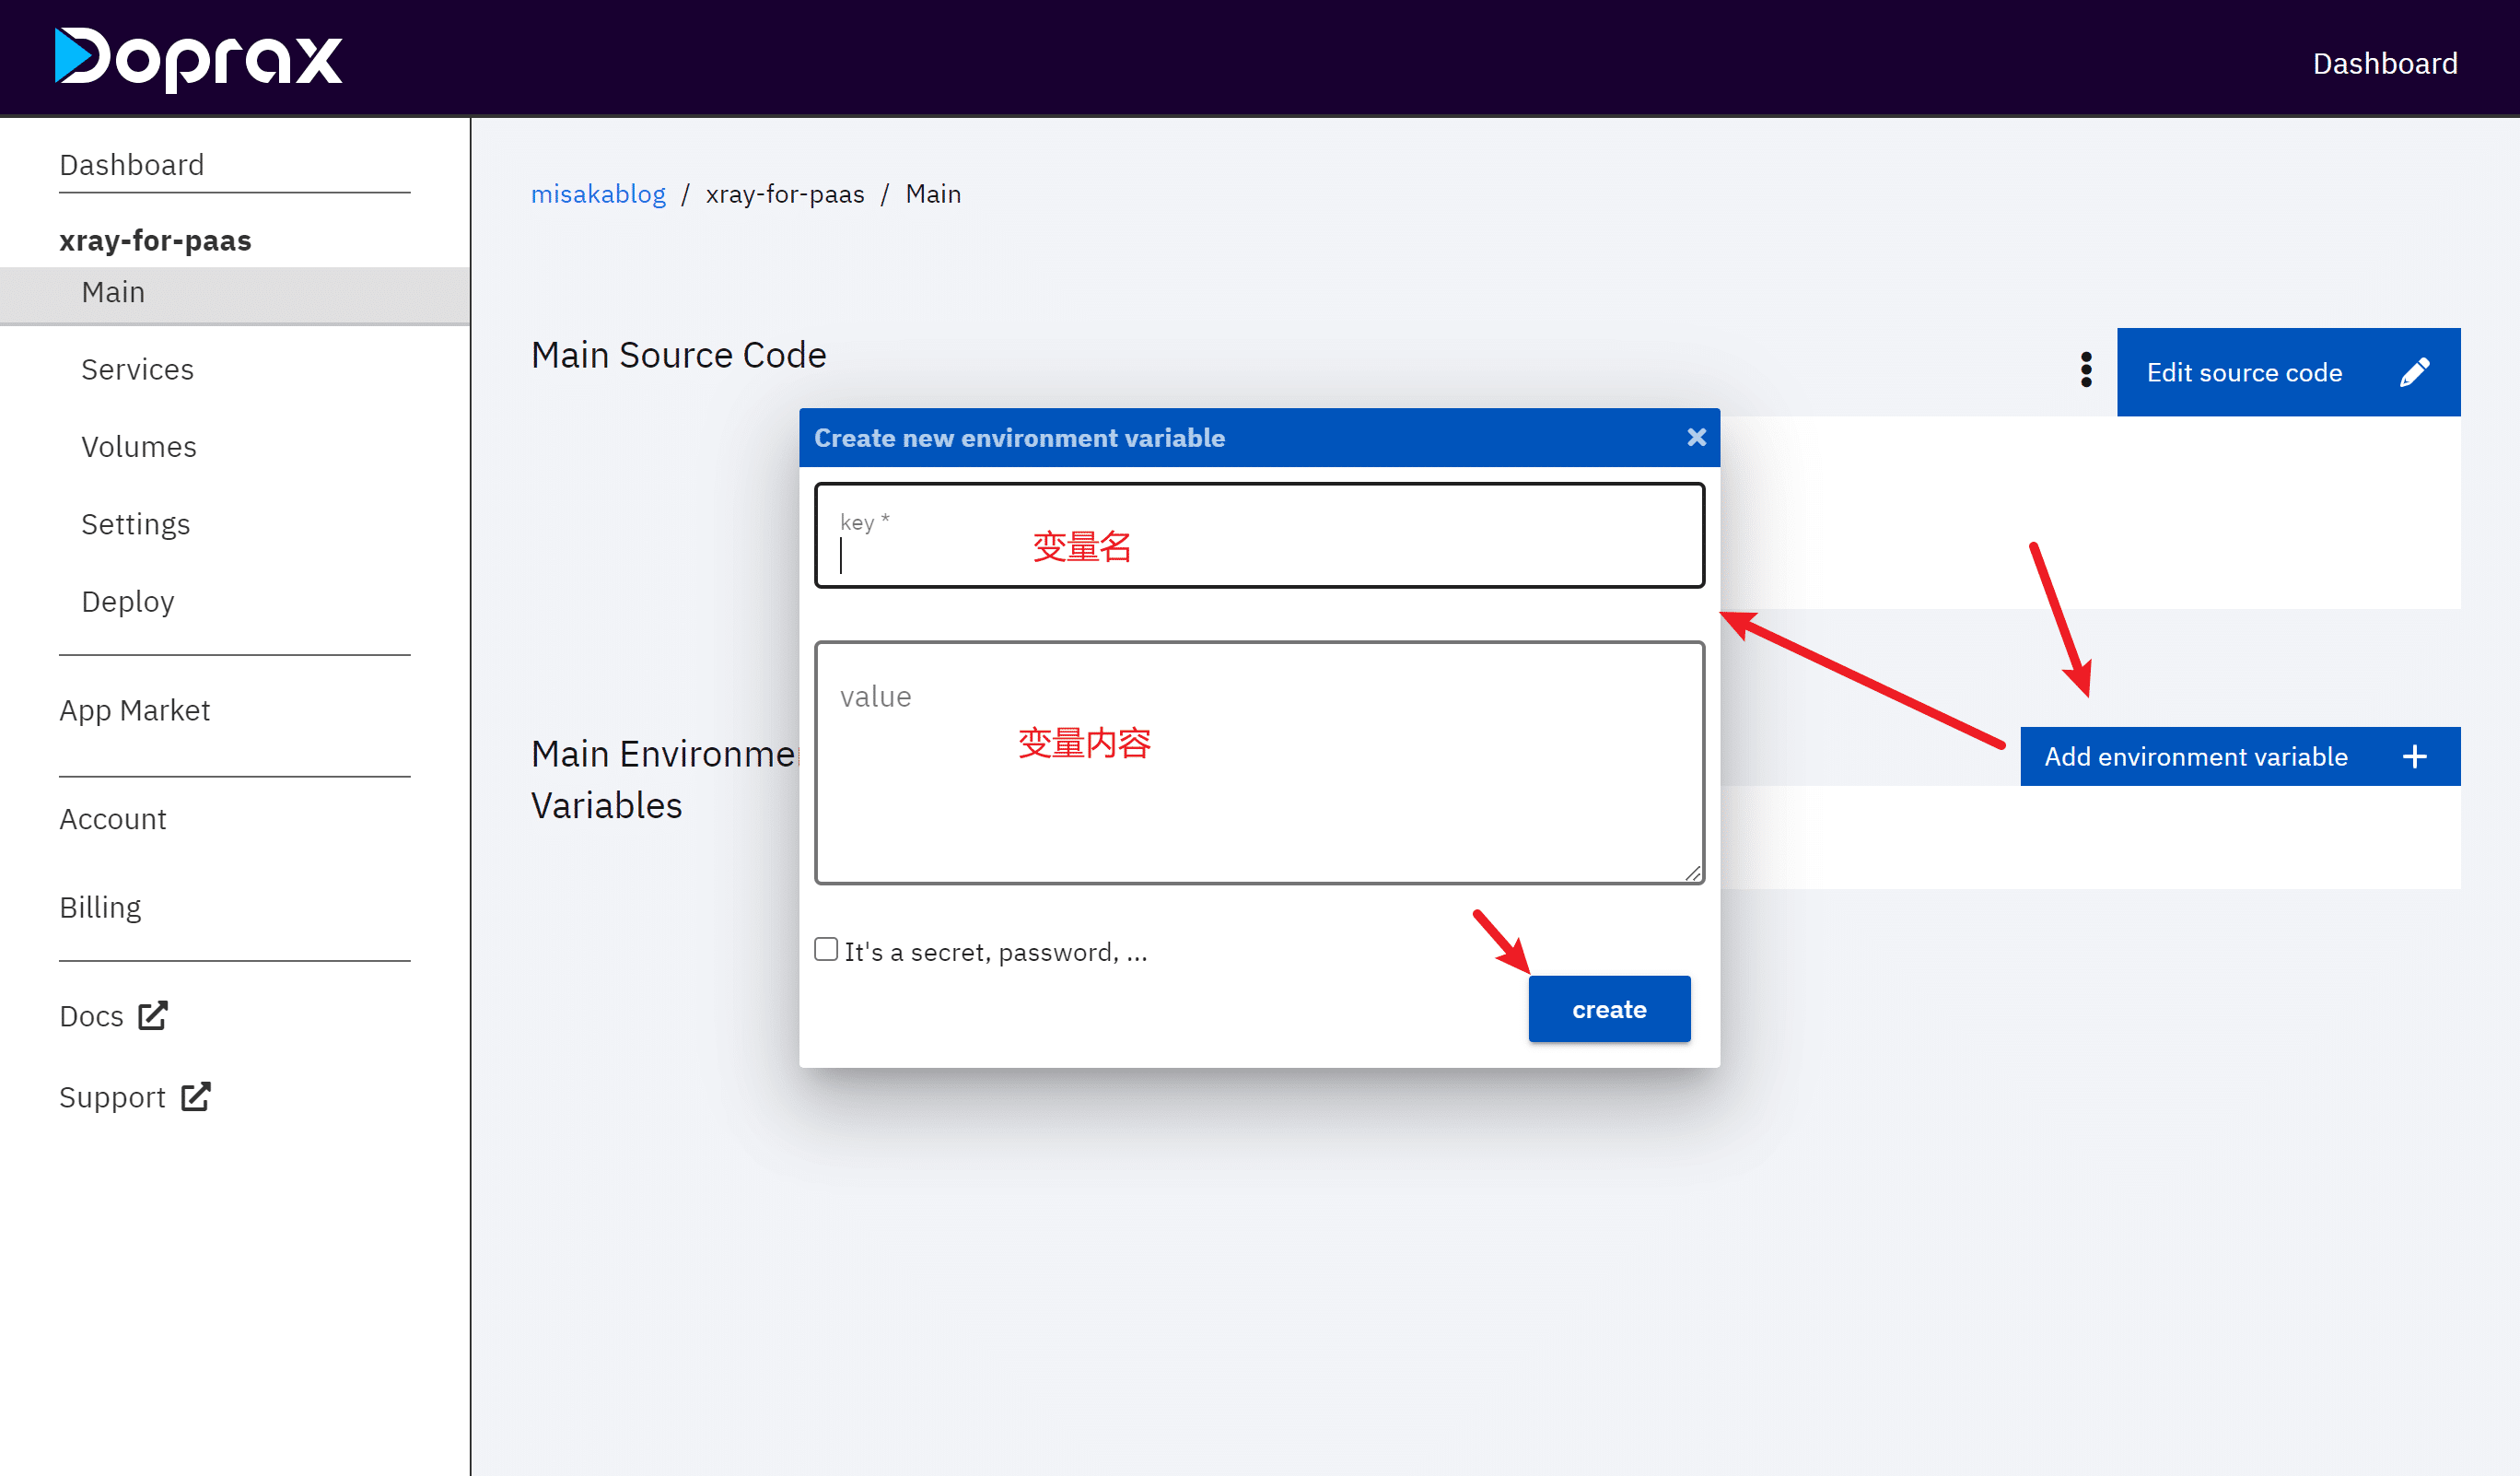 Doprax
Dashboard
Dashboard
xray-for-paas
Main
Services
Volumes
Settings
Deploy
App Market
Account
Billing
Docs
Support
misakablog / xray-for-paas / Main
Main Source Code
Edit source code
Create new environment variable
key *
变量名
value
变量内容
It's a secret, password, ...
create
Main Environme
Variables
Add environment variable